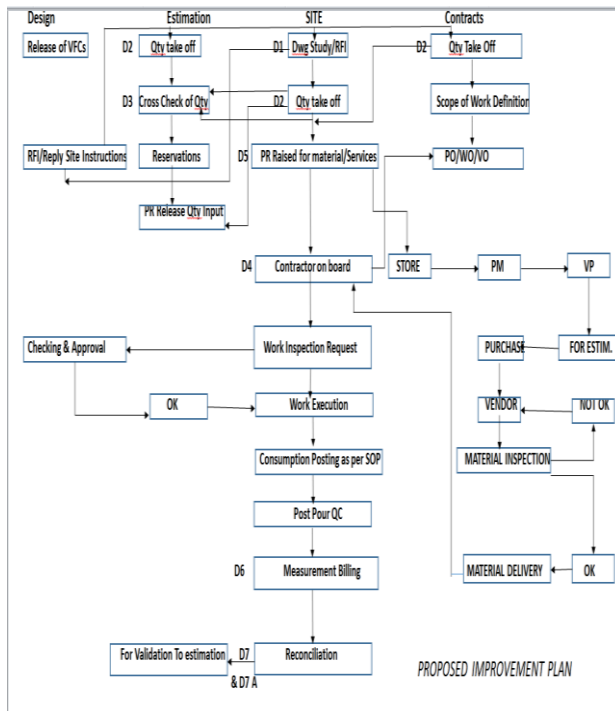 Design Estimation SITE Contracts
Release of VFCs D2 Qty take off D1 Dwg Study/RFI D2 Qty Take Off
D3 Cross Check of Qty D2 Qty take off Scope of Work Definition
RFI/Reply Site Instructions Reservations D5 PR Raised for material/Services PO/WO/VO
PR Release Qty Input
D4 Contractor on board STORE PM VP
Checking & Approval Work Inspection Request PURCHASE FOR ESTIM.
OK Work Execution VENDOR NOT OK
Consumption Posting as per SOP MATERIAL INSPECTION
Post Pour QC
D6 Measurement Billing MATERIAL DELIVERY OK
For Validation To estimation D7 Reconciliation
& D7 A
PROPOSED IMPROVEMENT PLAN